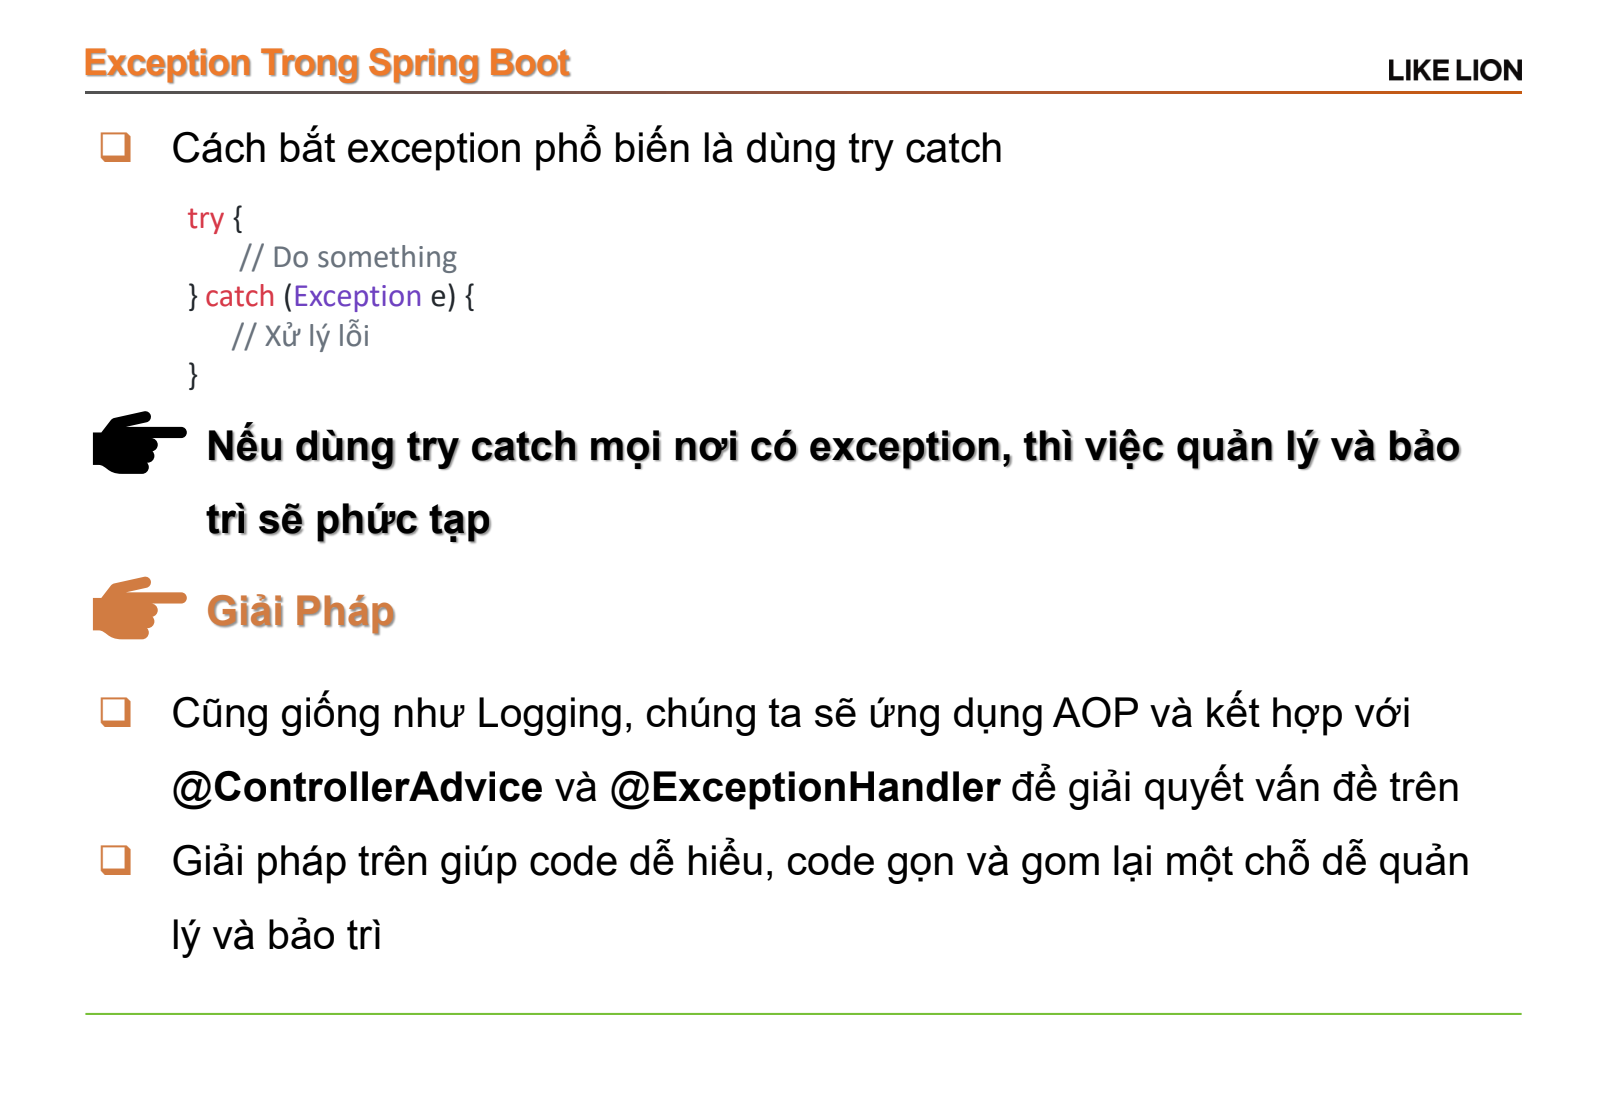 Exception Trong Spring Boot
LIKE LION
Cách bắt exception phổ biến là dùng try catch
try {
// Do something
} catch (Exception e) {
// Xử lý lỗi
}
Nếu dùng try catch mọi nơi có exception, thì việc quản lý và bảo
trì sẽ phức tạp
Giải Pháp
Cũng giống như Logging, chúng ta sẽ ứng dụng AOP và kết hợp với
@ControllerAdvice và @ExceptionHandler để giải quyết vấn đề trên
Giải pháp trên giúp code dễ hiểu, code gọn và gom lại một chỗ dễ quản
lý và bảo trì